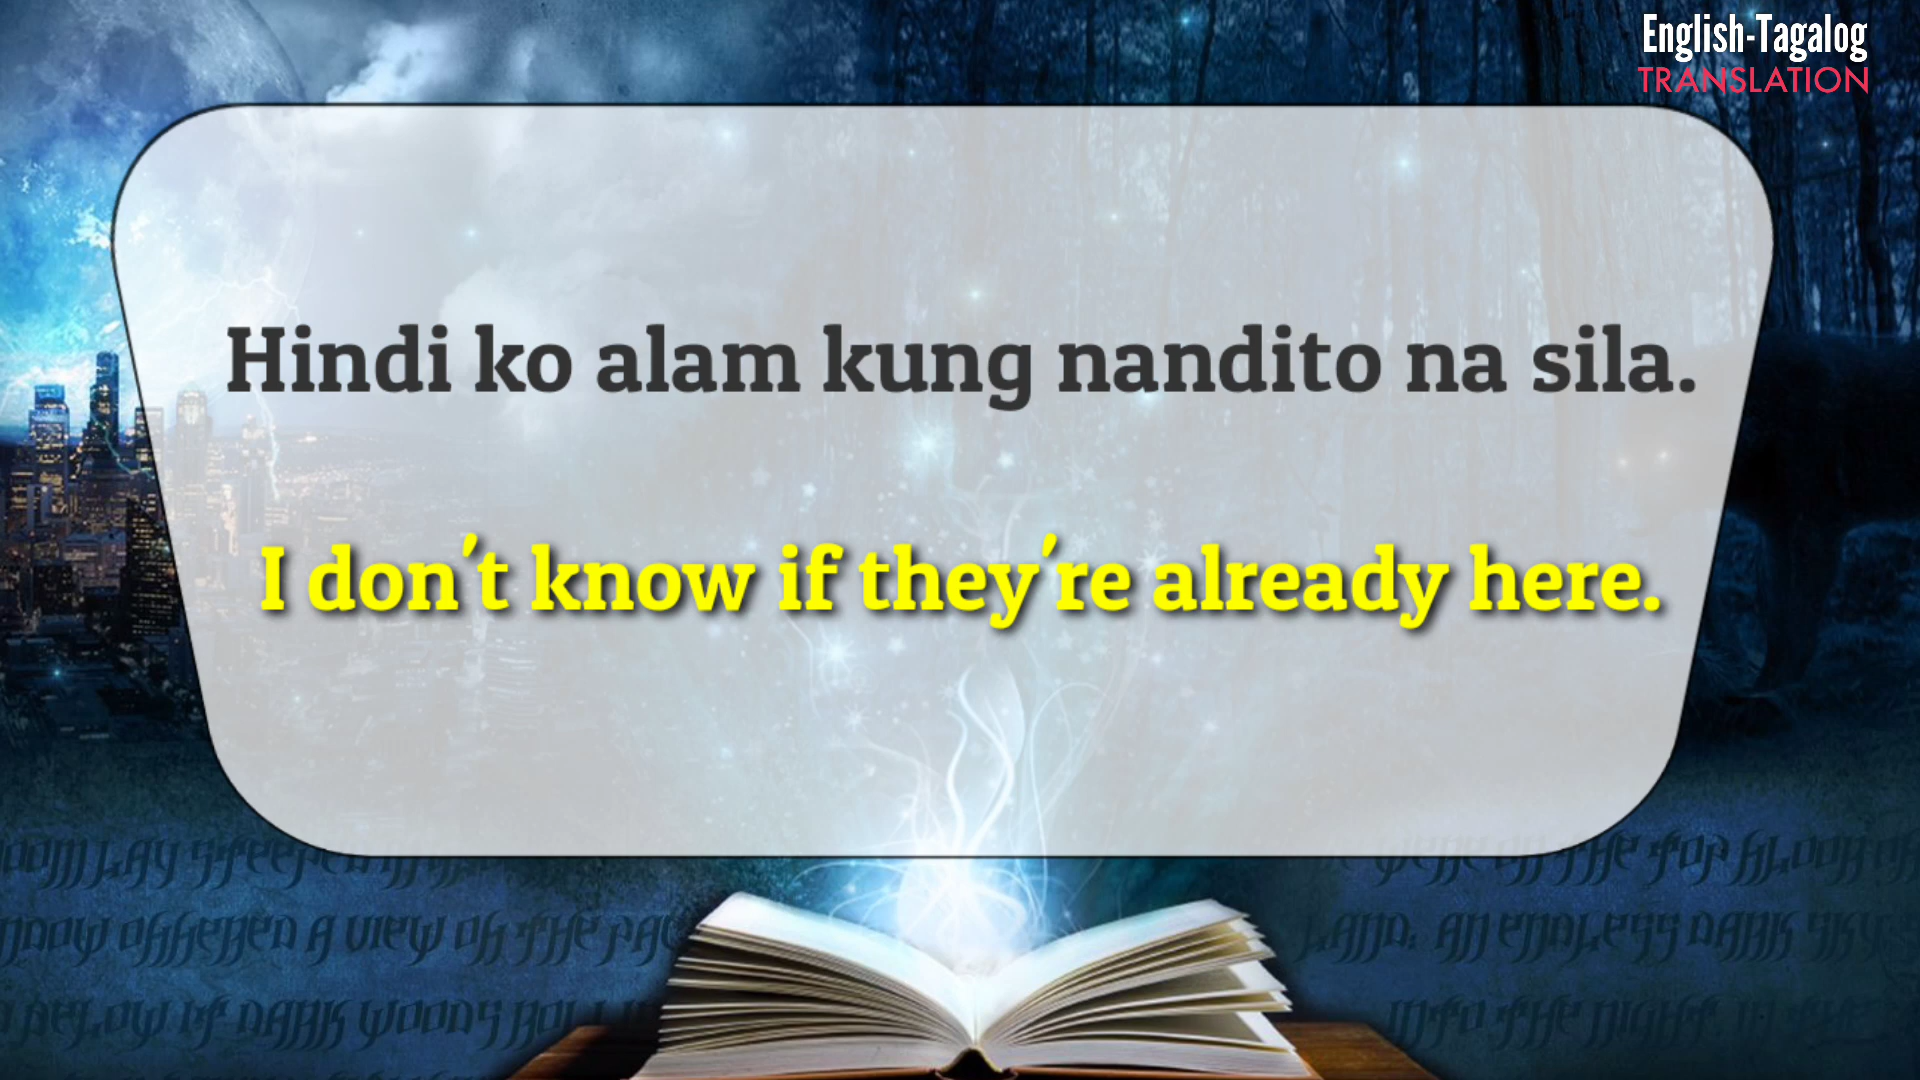 English-Tagalog
TRANSLATION
Hindi ko alam kung nandito na sila.
I don't know if they're already here.